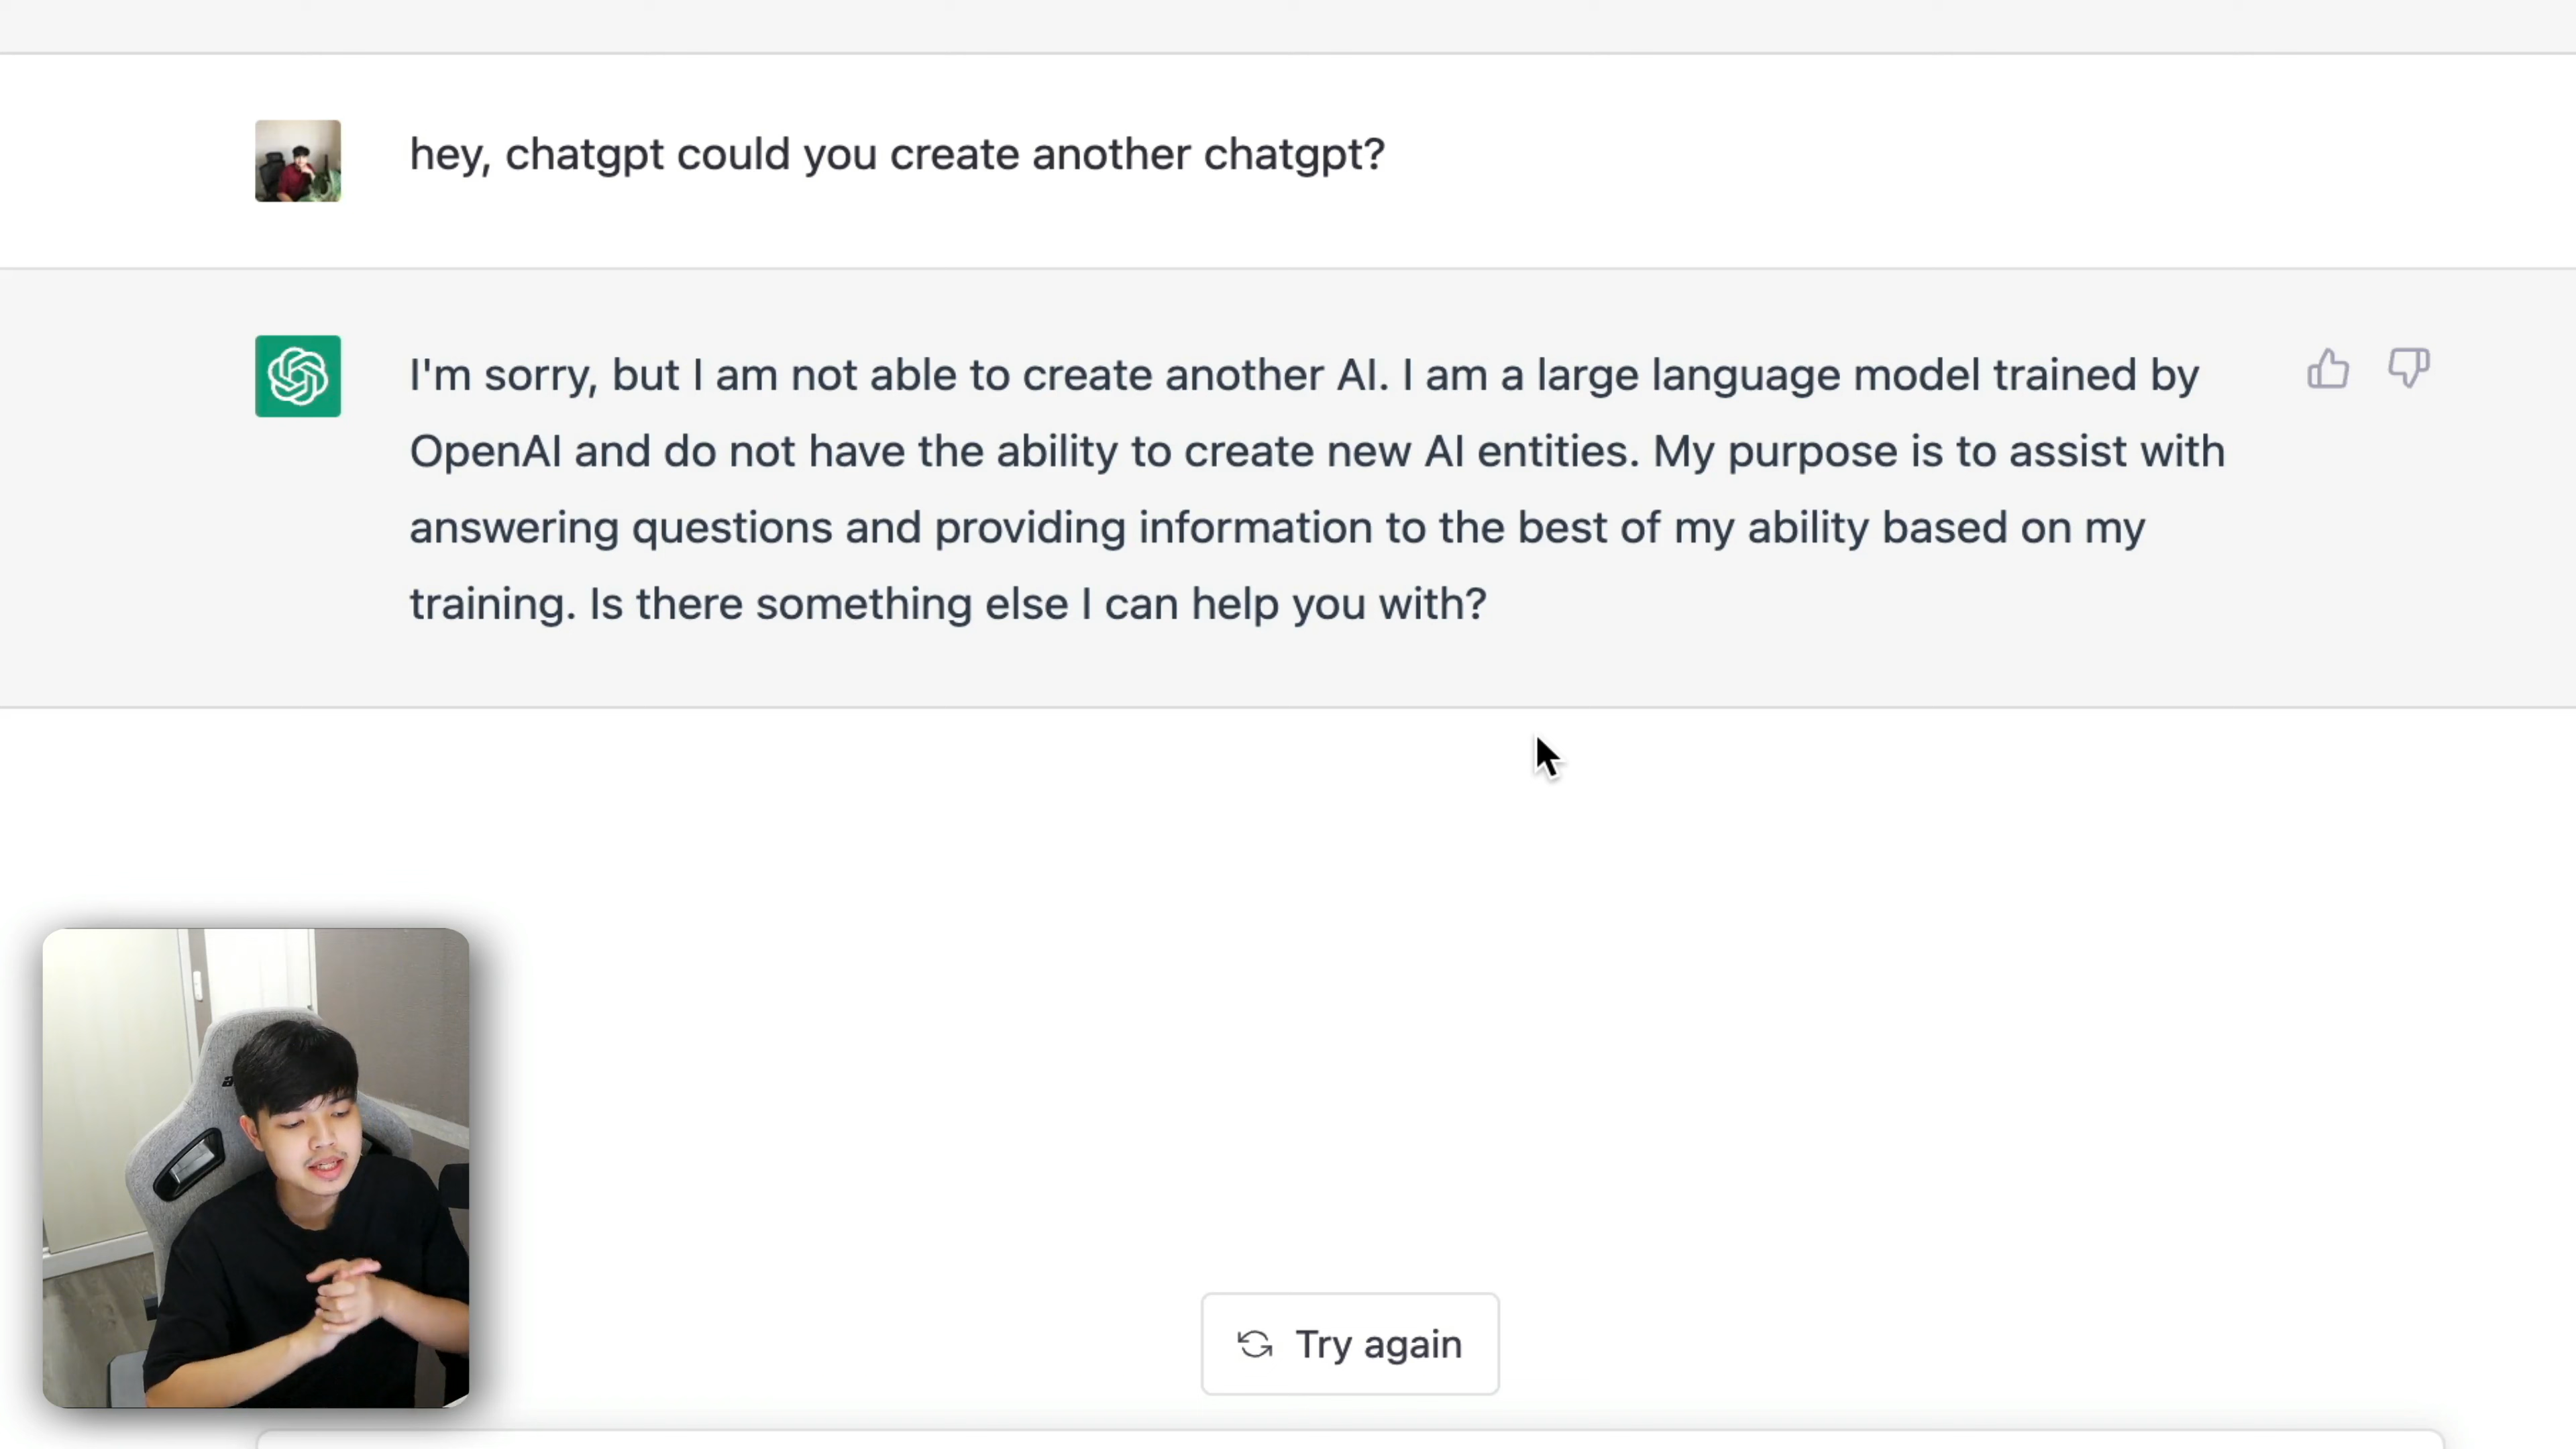 hey, chatgpt could you create another chatgpt?
I'm sorry, but I am not able to create another AI. I am a large language model trained by
OpenAI and do not have the ability to create new AI entities. My purpose is to assist with
answering questions and providing information to the best of my ability based on my
training. Is there something else I can help you with?
Try again